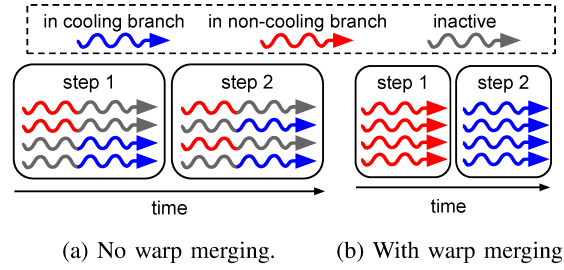 in cooling branch in non-cooling branch inactive
step 1 step 2 step 1 step 2
time time
(a) No warp merging. (b) With warp merging